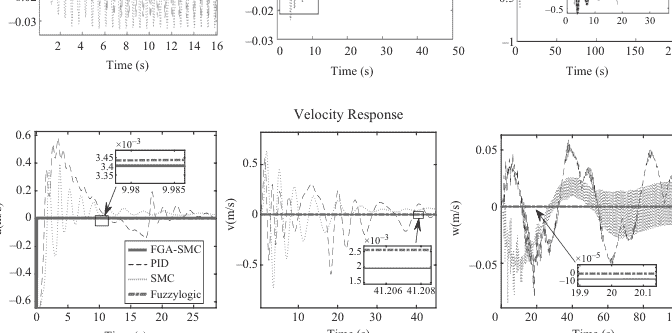 -0.03
2 4 6 8 10 12 14 16
Time (s)
−0.02
−0.03
0 10 20 30 40 50
Time (s)
−0.5
0 10 20 30
−1
0 50 100 150
Time (s)
Velocity Response
0.6
0.4
0.2
0
−0.2
−0.4
−0.6
×10⁻³
3.45
3.4
3.35
9.98 9.985
FGA-SMC
PID
SMC
Fuzzylogic
0 5 10 15 20 25
v(m/s)
0.5
0
−0.5
×10⁻³
2.5
2
1.5
41.206 41.208
10 20 30 40
w(m/s)
0.05
0
−0.05
×10⁻⁵
0
−10
19.9 20 20.1
0 20 40 60 80